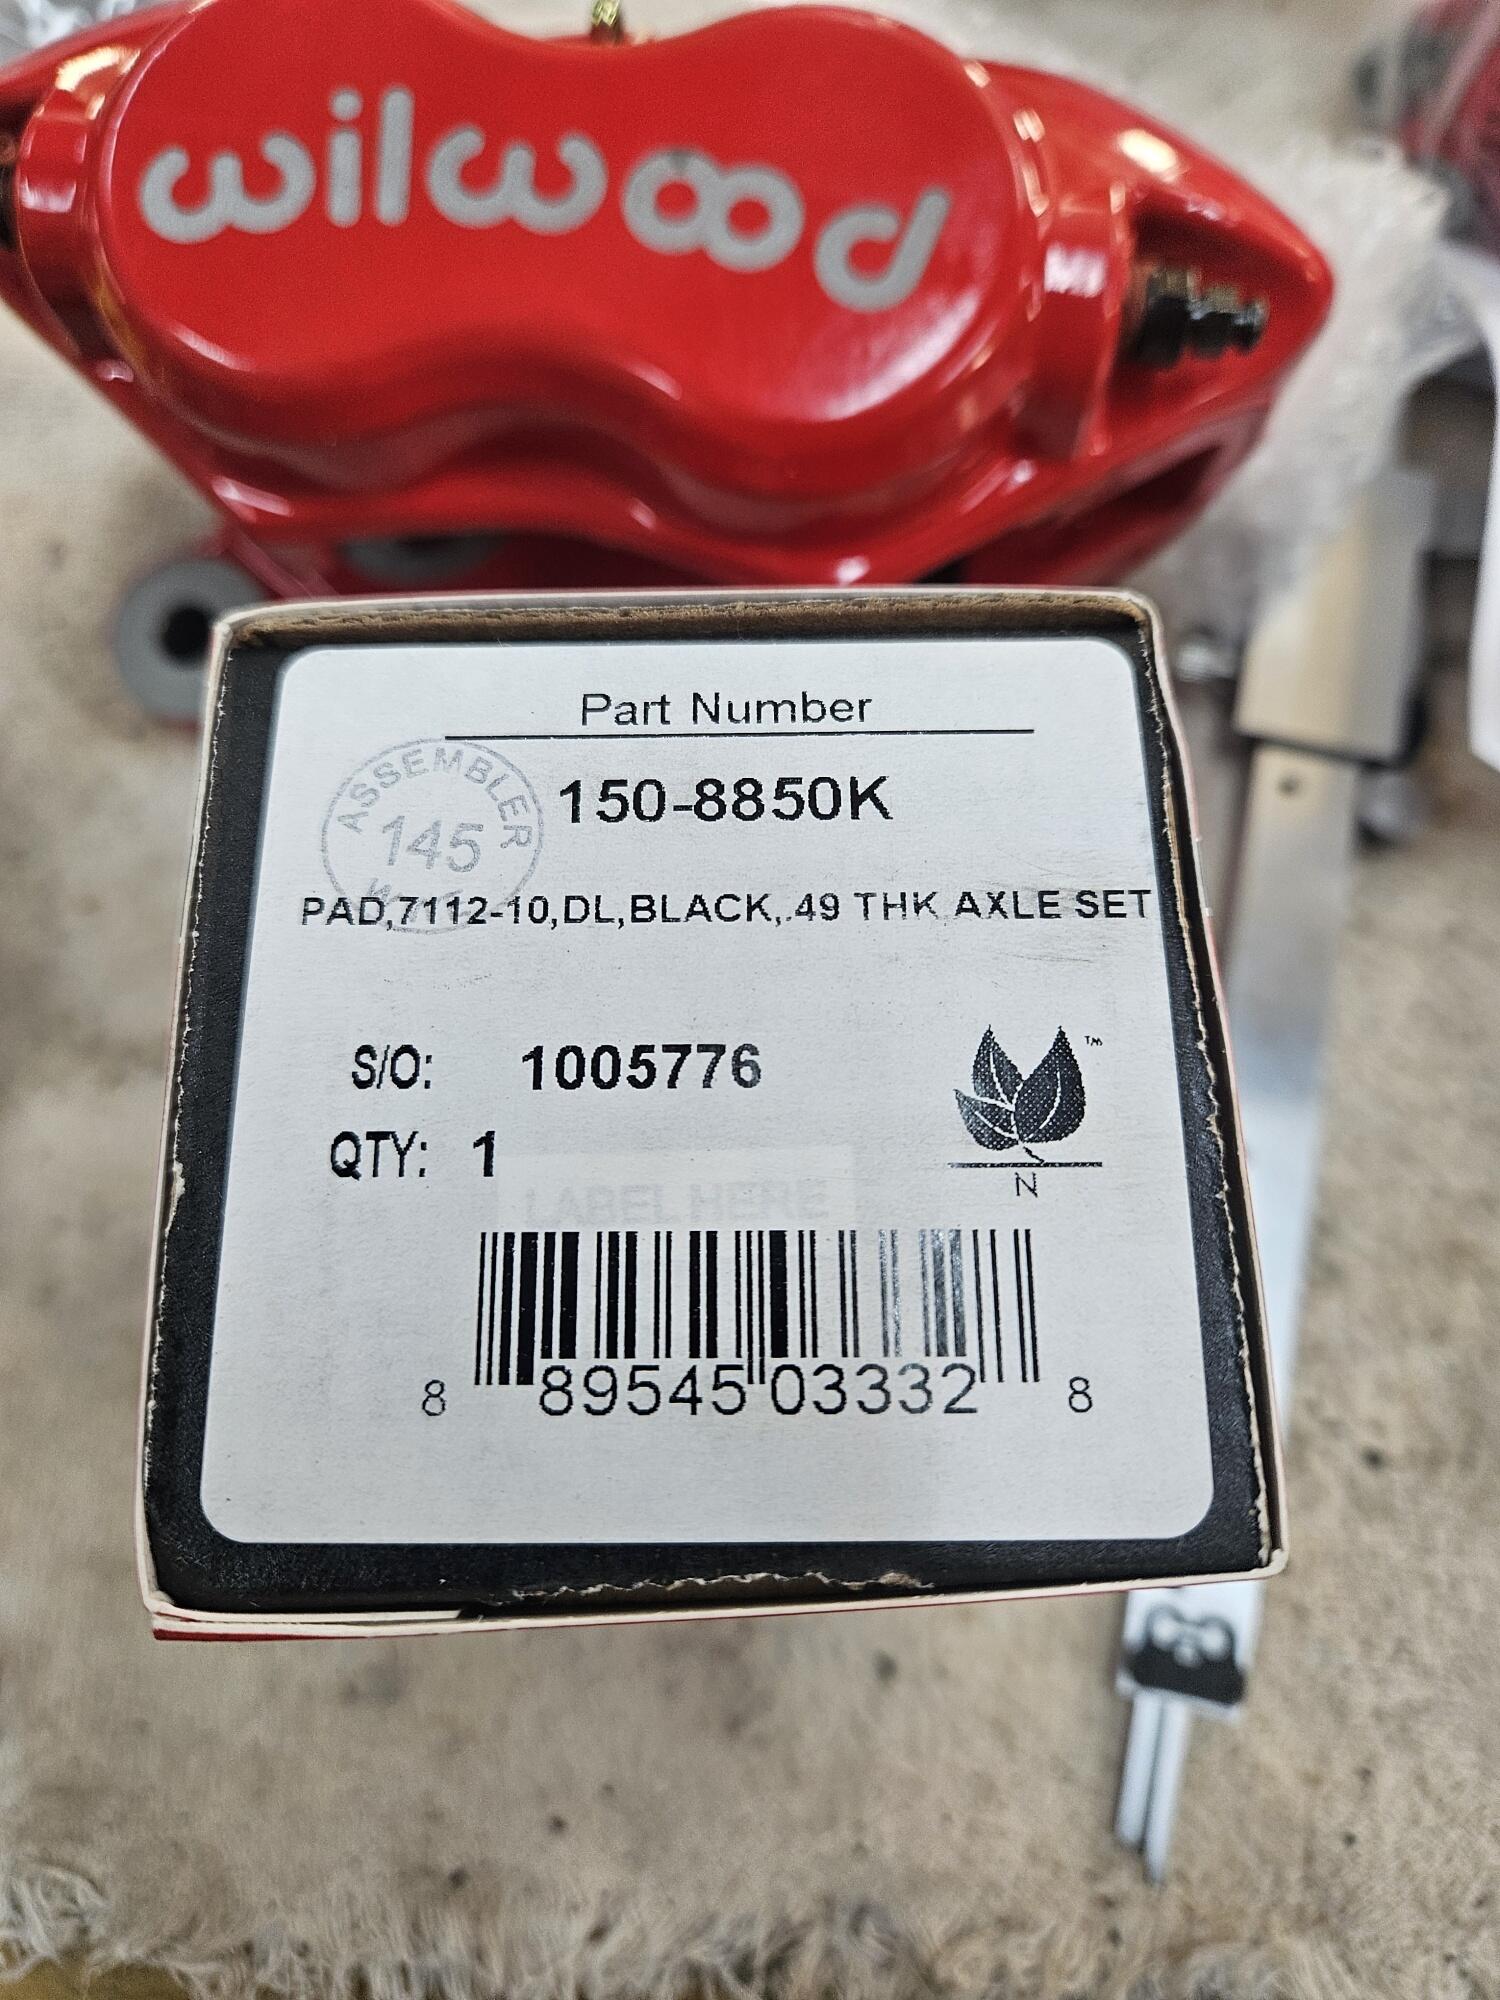 wilwood
Part Number
ASSEMBLER
145
150-8850K
PAD,7112-10,DL,BLACK,.49 THK AXLE SET
S/O: 1005776
TM
QTY: 1
N
LABEL HERE
8 89545 03332 8